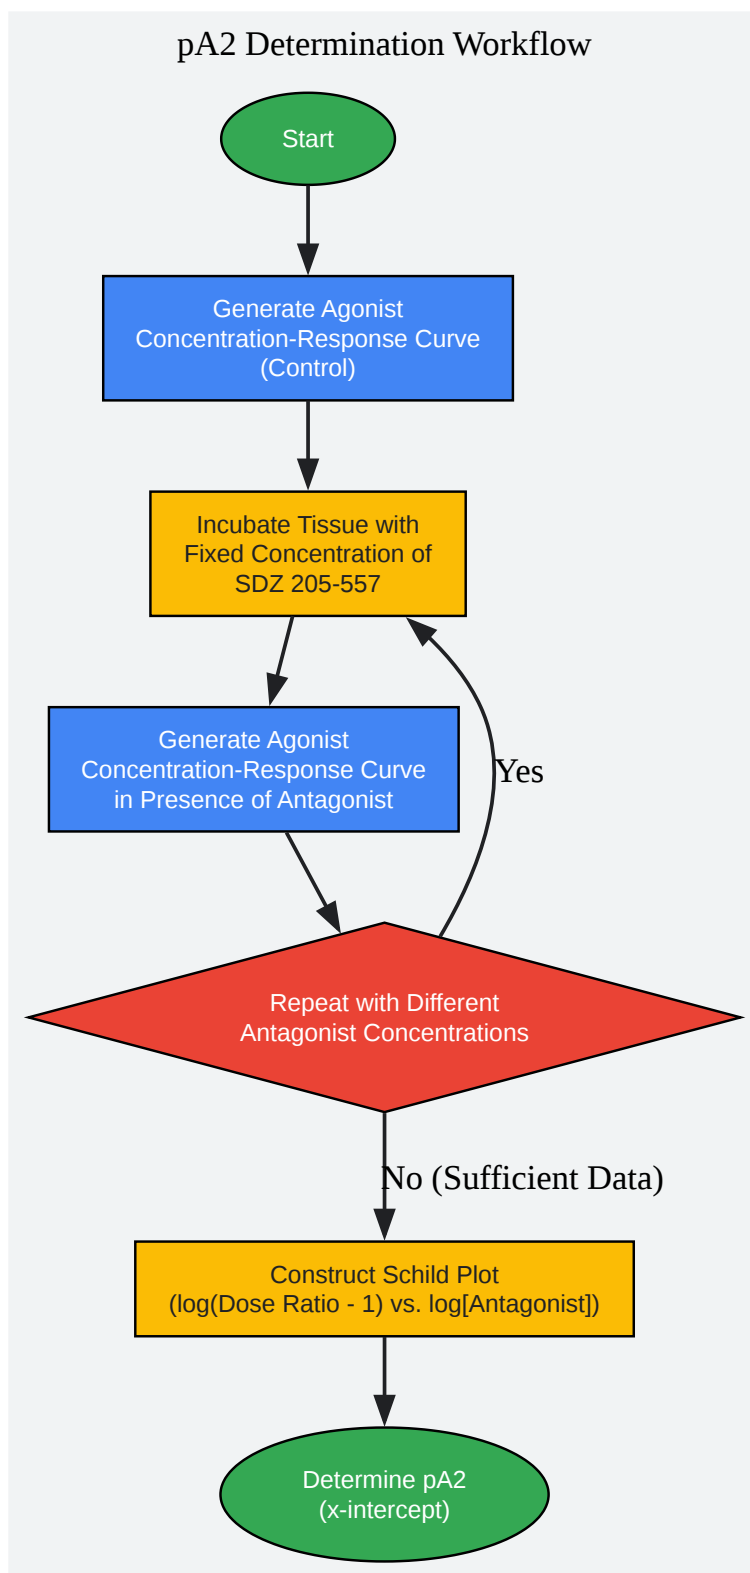 pA2 Determination Workflow
Start
Generate Agonist
Concentration-Response Curve
(Control)
Incubate Tissue with
Fixed Concentration of
SDZ 205-557
Generate Agonist
Concentration-Response Curve
in Presence of Antagonist
Yes
Repeat with Different
Antagonist Concentrations
No (Sufficient Data)
Construct Schild Plot
(log(Dose Ratio - 1) vs. log[Antagonist])
Determine pA2
(x-intercept)